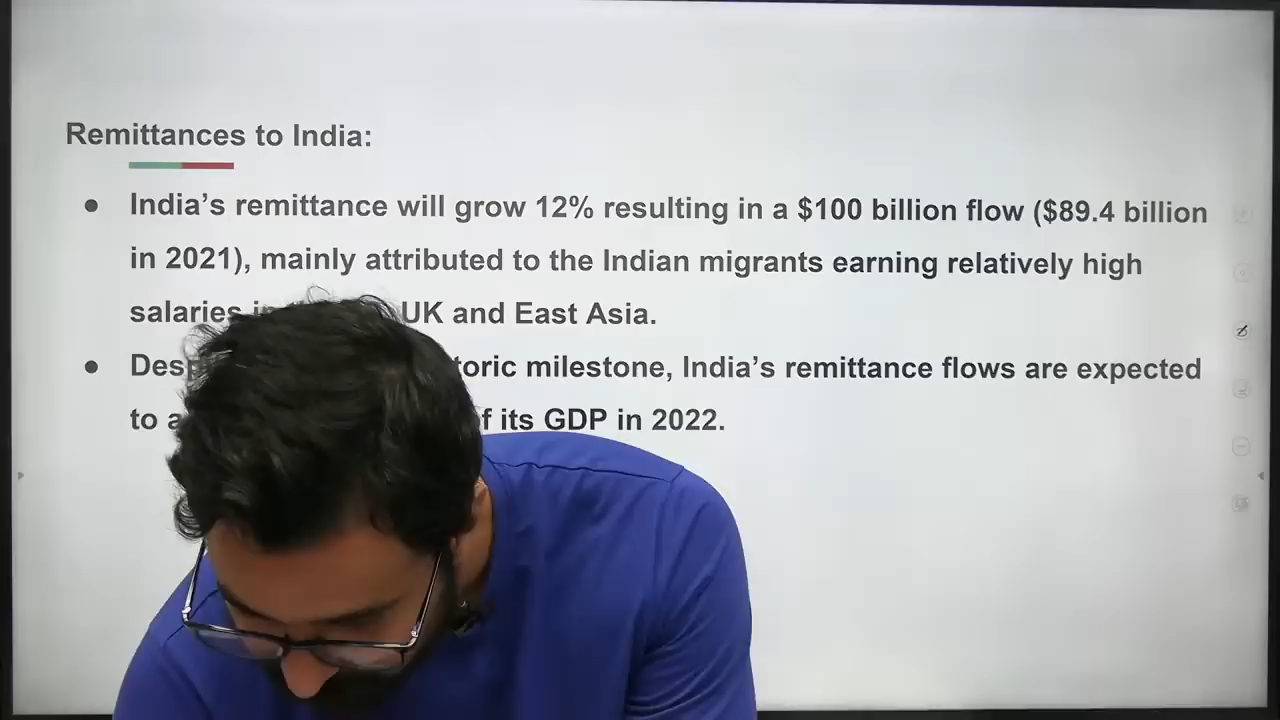 Remittances to India:
● India’s remittance will grow 12% resulting in a $100 billion flow ($89.4 billion
in 2021), mainly attributed to the Indian migrants earning relatively high
salaries UK and East Asia.
● milestone, India’s remittance flows are expected
to its GDP in 2022.